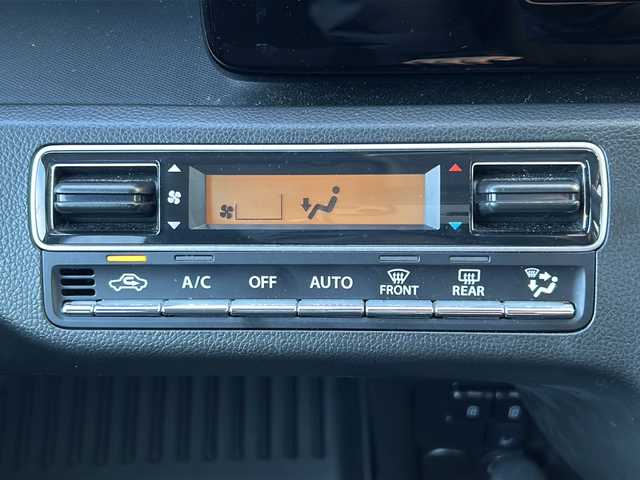 A/C OFF AUTO FRONT REAR